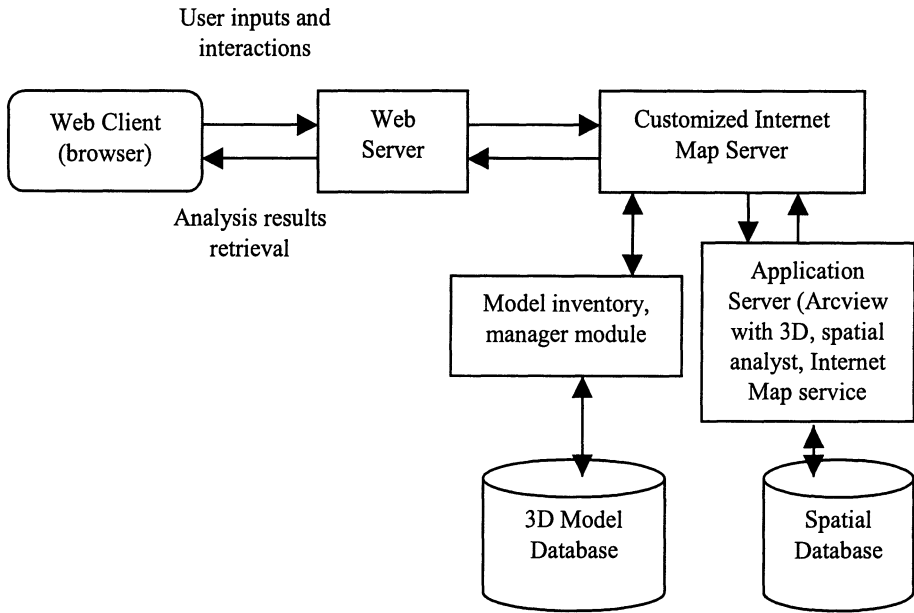 User inputs and
interactions
Web Client
(browser)
Web
Server
Customized Internet
Map Server
Analysis results
retrieval
Model inventory,
manager module
Application
Server (Arcview
with 3D, spatial
analyst, Internet
Map service
3D Model
Database
Spatial
Database